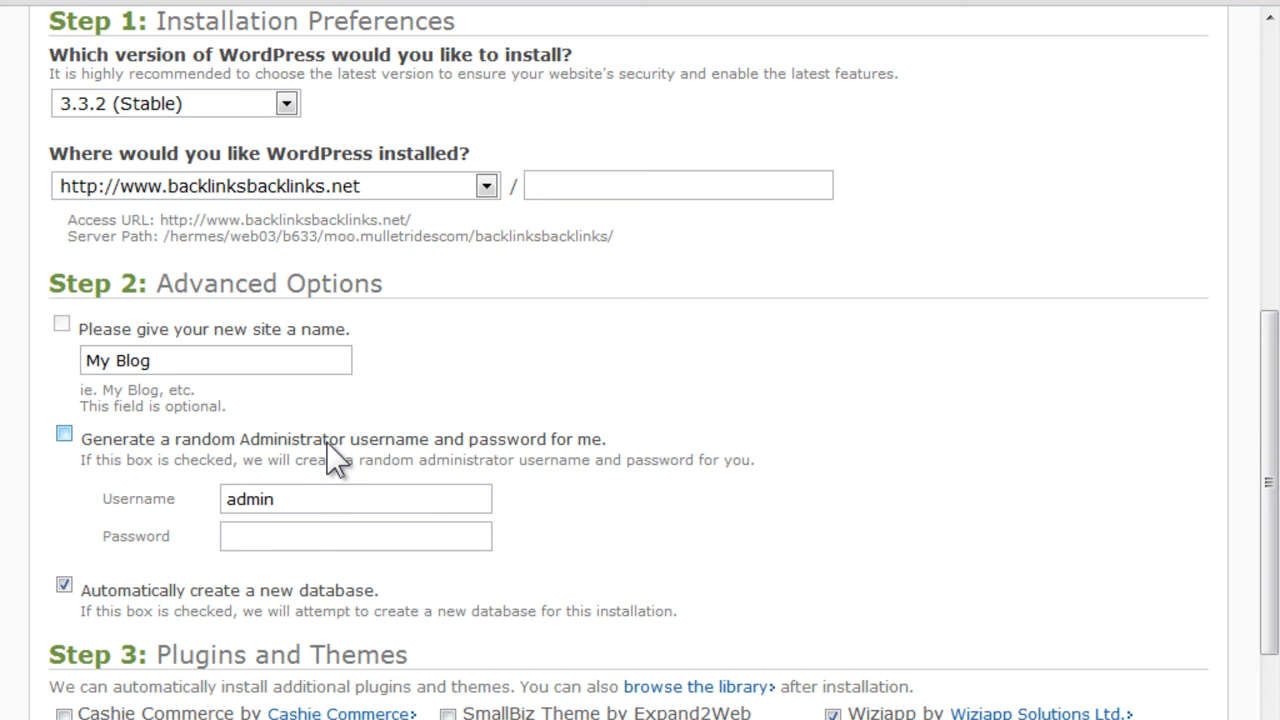 Step 1: Installation Preferences
Which version of WordPress would you like to install?
It is highly recommended to choose the latest version to ensure your website's security and enable the latest features.
3.3.2 (Stable)
Where would you like WordPress installed?
http://www.backlinksbacklinks.net /
Access URL: http://www.backlinksbacklinks.net/
Server Path: /hermes/web03/b633/moo.mulletridescom/backlinksbacklinks/
Step 2: Advanced Options
Please give your new site a name.
My Blog
ie. My Blog, etc.
This field is optional.
Generate a random Administrator username and password for me.
If this box is checked, we will create a random administrator username and password for you.
Username admin
Password
Automatically create a new database.
If this box is checked, we will attempt to create a new database for this installation.
Step 3: Plugins and Themes
We can automatically install additional plugins and themes. You can also browse the library› after installation.
Cashie Commerce by Cashie Commerce› SmallBiz Theme by Expand2Web Wiziapp by Wiziapp Solutions Ltd.›